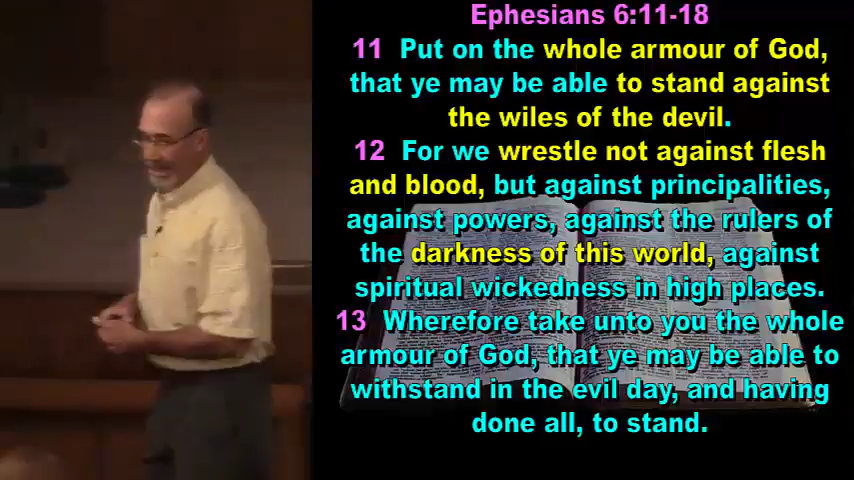 Ephesians 6:11-18
11 Put on the whole armour of God,
that ye may be able to stand against
the wiles of the devil.
12 For we wrestle not against flesh
and blood, but against principalities,
against powers, against the rulers of
the darkness of this world, against
spiritual wickedness in high places.
13 Wherefore take unto you the whole
armour of God, that ye may be able to
withstand in the evil day, and having
done all, to stand.